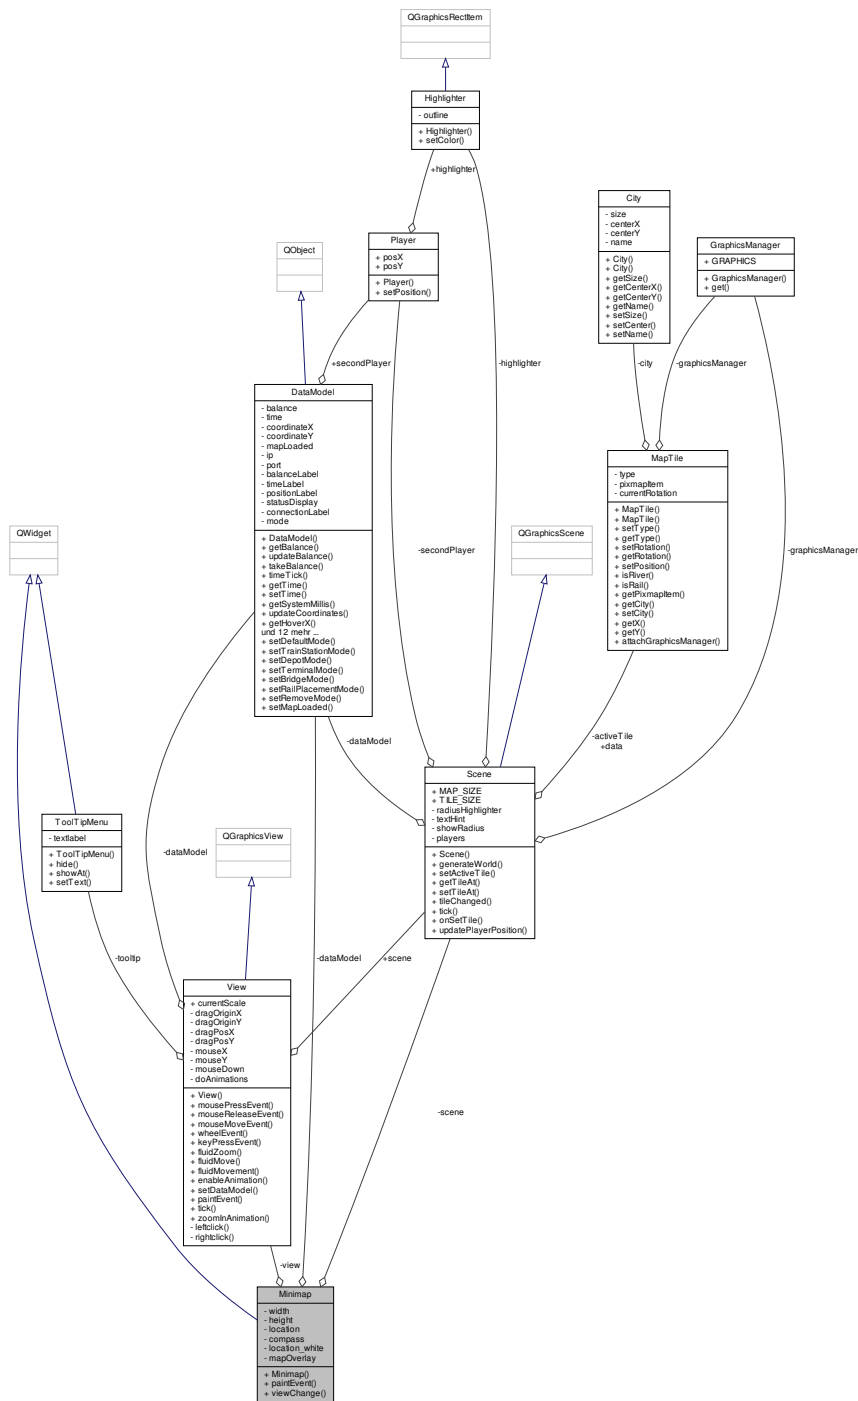 QGraphicsRectItem
Highlighter
- outline
+ Highlighter()
+ setColor()
+highlighter
City
- size
- centerX
- centerY
- name
+ City()
+ City()
+ getSize()
+ getCenterX()
+ getCenterY()
+ getName()
+ setSize()
+ setCenter()
+ setName()
GraphicsManager
+ GRAPHICS
+ GraphicsManager()
+ get()
Player
+ posX
+ posY
+ Player()
+ setPosition()
QObject
+secondPlayer
-highlighter
-city
-graphicsManager
DataModel
- balance
- time
- coordinateX
- coordinateY
- mapLoaded
- ip
- port
- balanceLabel
- timeLabel
- positionLabel
- statusDisplay
- connectionLabel
- mode
+ DataModel()
+ getBalance()
+ updateBalance()
+ takeBalance()
+ timeTick()
+ getTime()
+ setTime()
+ getSystemMillis()
+ updateCoordinates()
+ getHoverX()
und 12 mehr ...
+ setDefaultMode()
+ setTrainStationMode()
+ setDepotMode()
+ setTerminalMode()
+ setBridgeMode()
+ setRailPlacementMode()
+ setRemoveMode()
+ setMapLoaded()
MapTile
- type
- pixmapItem
- currentRotation
+ MapTile()
+ MapTile()
+ setType()
+ getType()
+ setRotation()
+ getRotation()
+ setPosition()
+ isRiver()
+ isRail()
+ getPixmapItem()
+ getCity()
+ setCity()
+ getX()
+ getY()
+ attachGraphicsManager()
QWidget
-secondPlayer
QGraphicsScene
-graphicsManager
-dataModel
-activeTile
+data
Scene
+ MAP_SIZE
+ TILE_SIZE
- radiusHighlighter
- textHint
- showRadius
- players
+ Scene()
+ generateWorld()
+ setActiveTile()
+ getTileAt()
+ setTileAt()
+ tileChanged()
+ tick()
+ onSetTile()
+ updatePlayerPosition()
ToolTipMenu
- textlabel
+ ToolTipMenu()
+ hide()
+ showAt()
+ setText()
QGraphicsView
-dataModel
-tooltip
-dataModel
+scene
View
+ currentScale
- dragOriginX
- dragOriginY
- dragPosX
- dragPosY
- mouseX
- mouseY
- mouseDown
- doAnimations
+ View()
+ mousePressEvent()
+ mouseReleaseEvent()
+ mouseMoveEvent()
+ wheelEvent()
+ keyPressEvent()
+ fluidZoom()
+ fluidMove()
+ fluidMovement()
+ enableAnimation()
+ setDataModel()
+ paintEvent()
+ tick()
+ zoomInAnimation()
- leftclick()
- rightclick()
-scene
-view
Minimap
- width
- height
- location
- compass
- location_white
- mapOverlay
+ Minimap()
+ paintEvent()
+ viewChange()